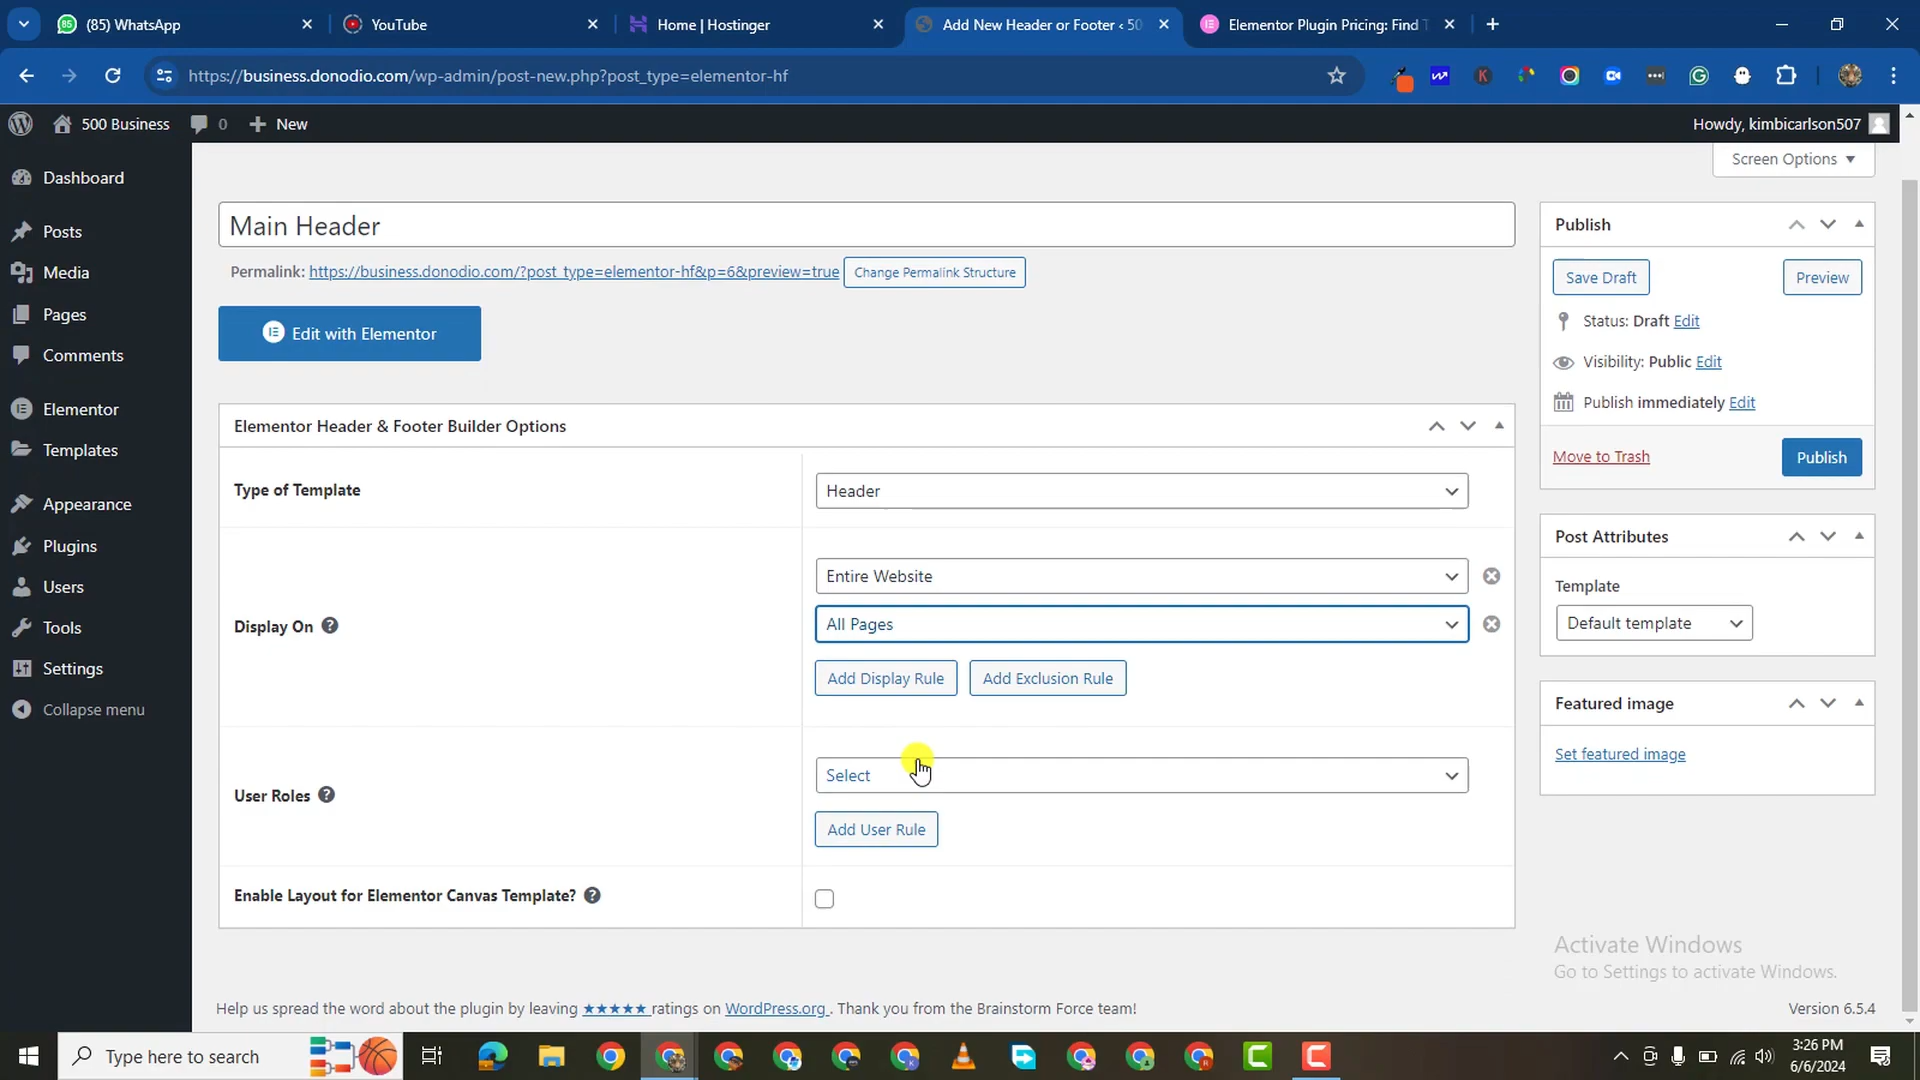 (85) WhatsApp
YouTube
Home | Hostinger
Add New Header or Footer ‹ 50
Elementor Plugin Pricing: Find
https://business.donodio.com/wp-admin/post-new.php?post_type=elementor-hf
500 Business
0
New
Howdy, kimbicarlson507
Screen Options
Dashboard
Posts
Media
Pages
Comments
Elementor
Templates
Appearance
Plugins
Users
Tools
Settings
Collapse menu
Main Header
Permalink: https://business.donodio.com/?post_type=elementor-hf&p=6&preview=true
Change Permalink Structure
Edit with Elementor
Elementor Header & Footer Builder Options
Type of Template
Header
Display On
Entire Website
All Pages
Add Display Rule
Add Exclusion Rule
User Roles
Select
Add User Rule
Enable Layout for Elementor Canvas Template?
Publish
Save Draft
Preview
Status: Draft Edit
Visibility: Public Edit
Publish immediately Edit
Move to Trash
Publish
Post Attributes
Template
Default template
Featured image
Set featured image
Activate Windows
Go to Settings to activate Windows.
Help us spread the word about the plugin by leaving ★★★★★ ratings on WordPress.org . Thank you from the Brainstorm Force team!
Version 6.5.4
Type here to search
3:26 PM
6/6/2024